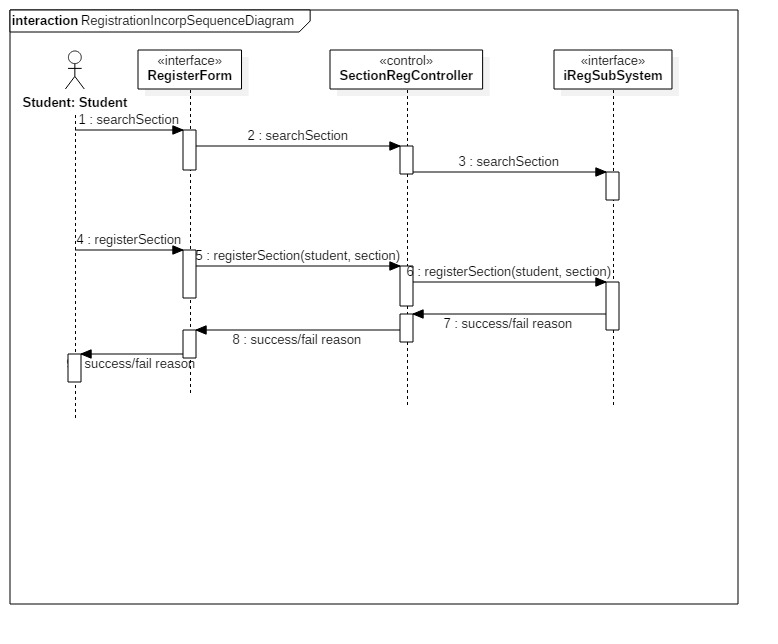 interaction RegistrationIncorpSequenceDiagram
«interface»
RegisterForm
«control»
SectionRegController
«interface»
iRegSubSystem
Student: Student
1 : searchSection
2 : searchSection
3 : searchSection
4 : registerSection
5 : registerSection(student, section)
6 : registerSection(student, section)
7 : success/fail reason
8 : success/fail reason
success/fail reason